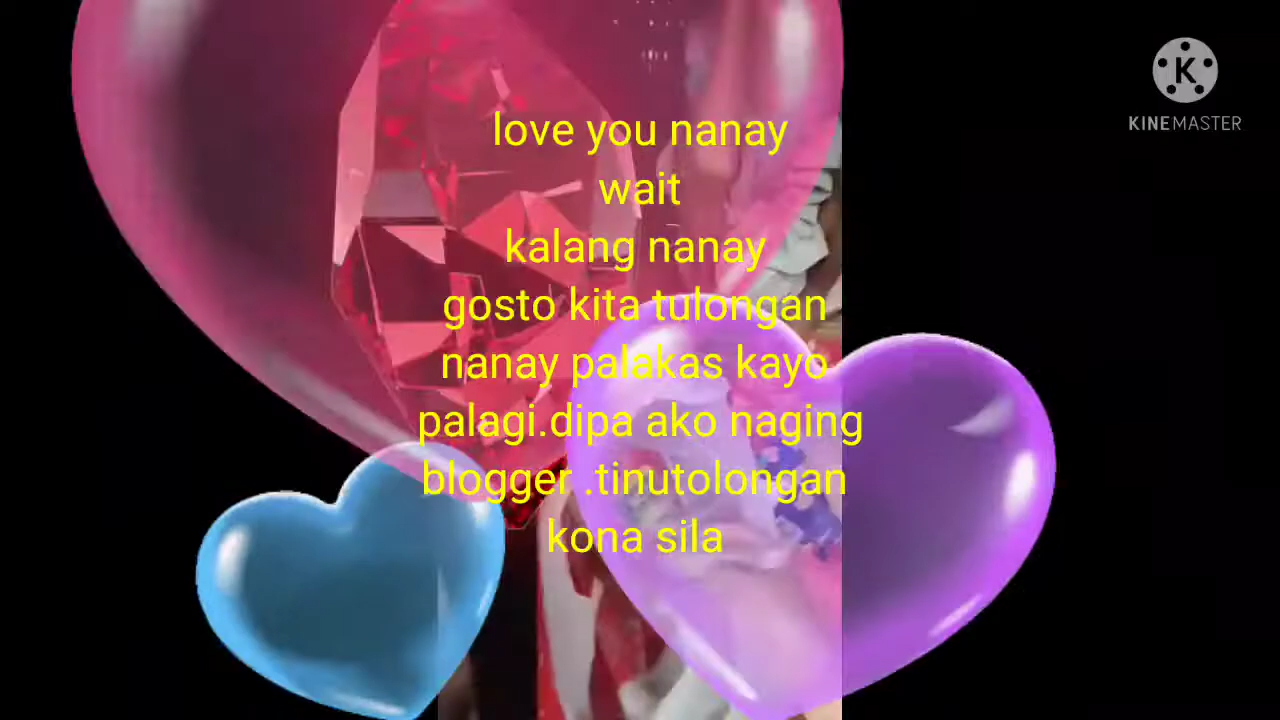 love you nanay
wait
kalang nanay
gosto kita tulongan
nanay palakas kayo
palagi.dipa ako naging
blogger .tinutolongan
kona sila
K
KINEMASTER